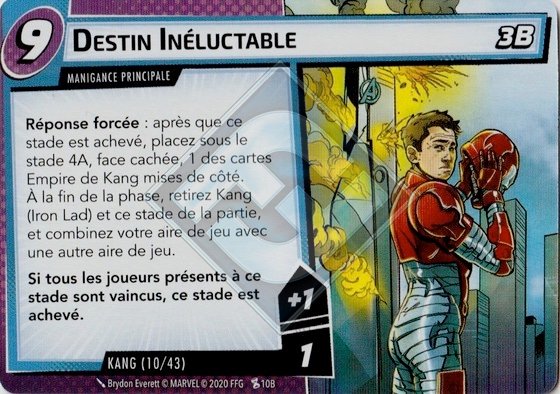 9
DESTIN INÉLUCTABLE
3B
MANIGANCE PRINCIPALE
Réponse forcée : après que ce
stade est achevé, placez sous le
stade 4A, face cachée, 1 des cartes
Empire de Kang mises de côté.
À la fin de la phase, retirez Kang
(Iron Lad) et ce stade de la partie,
et combinez votre aire de jeu avec
une autre aire de jeu.
Si tous les joueurs présents à ce
stade sont vaincus, ce stade est
achevé.
+1
1
KANG (10/43)
Brydon Everett © MARVEL © 2020 FFG 10B